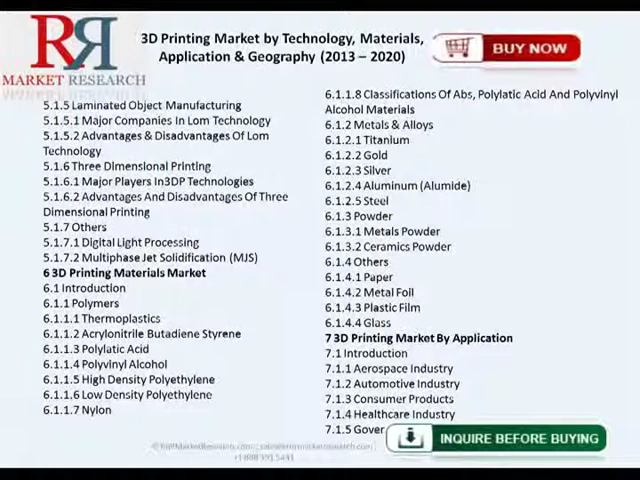 RR
MARKET RESEARCH
3D Printing Market by Technology, Materials,
Application & Geography (2013 – 2020)
BUY NOW
5.1.5 Laminated Object Manufacturing
5.1.5.1 Major Companies In Lom Technology
5.1.5.2 Advantages & Disadvantages Of Lom
Technology
5.1.6 Three Dimensional Printing
5.1.6.1 Major Players In3DP Technologies
5.1.6.2 Advantages And Disadvantages Of Three
Dimensional Printing
5.1.7 Others
5.1.7.1 Digital Light Processing
5.1.7.2 Multiphase Jet Solidification (MJS)
6 3D Printing Materials Market
6.1 Introduction
6.1.1 Polymers
6.1.1.1 Thermoplastics
6.1.1.2 Acrylonitrile Butadiene Styrene
6.1.1.3 Polylatic Acid
6.1.1.4 Polyvinyl Alcohol
6.1.1.5 High Density Polyethylene
6.1.1.6 Low Density Polyethylene
6.1.1.7 Nylon
6.1.1.8 Classifications Of Abs, Polylatic Acid And Polyvinyl
Alcohol Materials
6.1.2 Metals & Alloys
6.1.2.1 Titanium
6.1.2.2 Gold
6.1.2.3 Silver
6.1.2.4 Aluminum (Alumide)
6.1.2.5 Steel
6.1.3 Powder
6.1.3.1 Metals Powder
6.1.3.2 Ceramics Powder
6.1.4 Others
6.1.4.1 Paper
6.1.4.2 Metal Foil
6.1.4.3 Plastic Film
6.1.4.4 Glass
7 3D Printing Market By Application
7.1 Introduction
7.1.1 Aerospace Industry
7.1.2 Automotive Industry
7.1.3 Consumer Products
7.1.4 Healthcare Industry
7.1.5 Gover
INQUIRE BEFORE BUYING